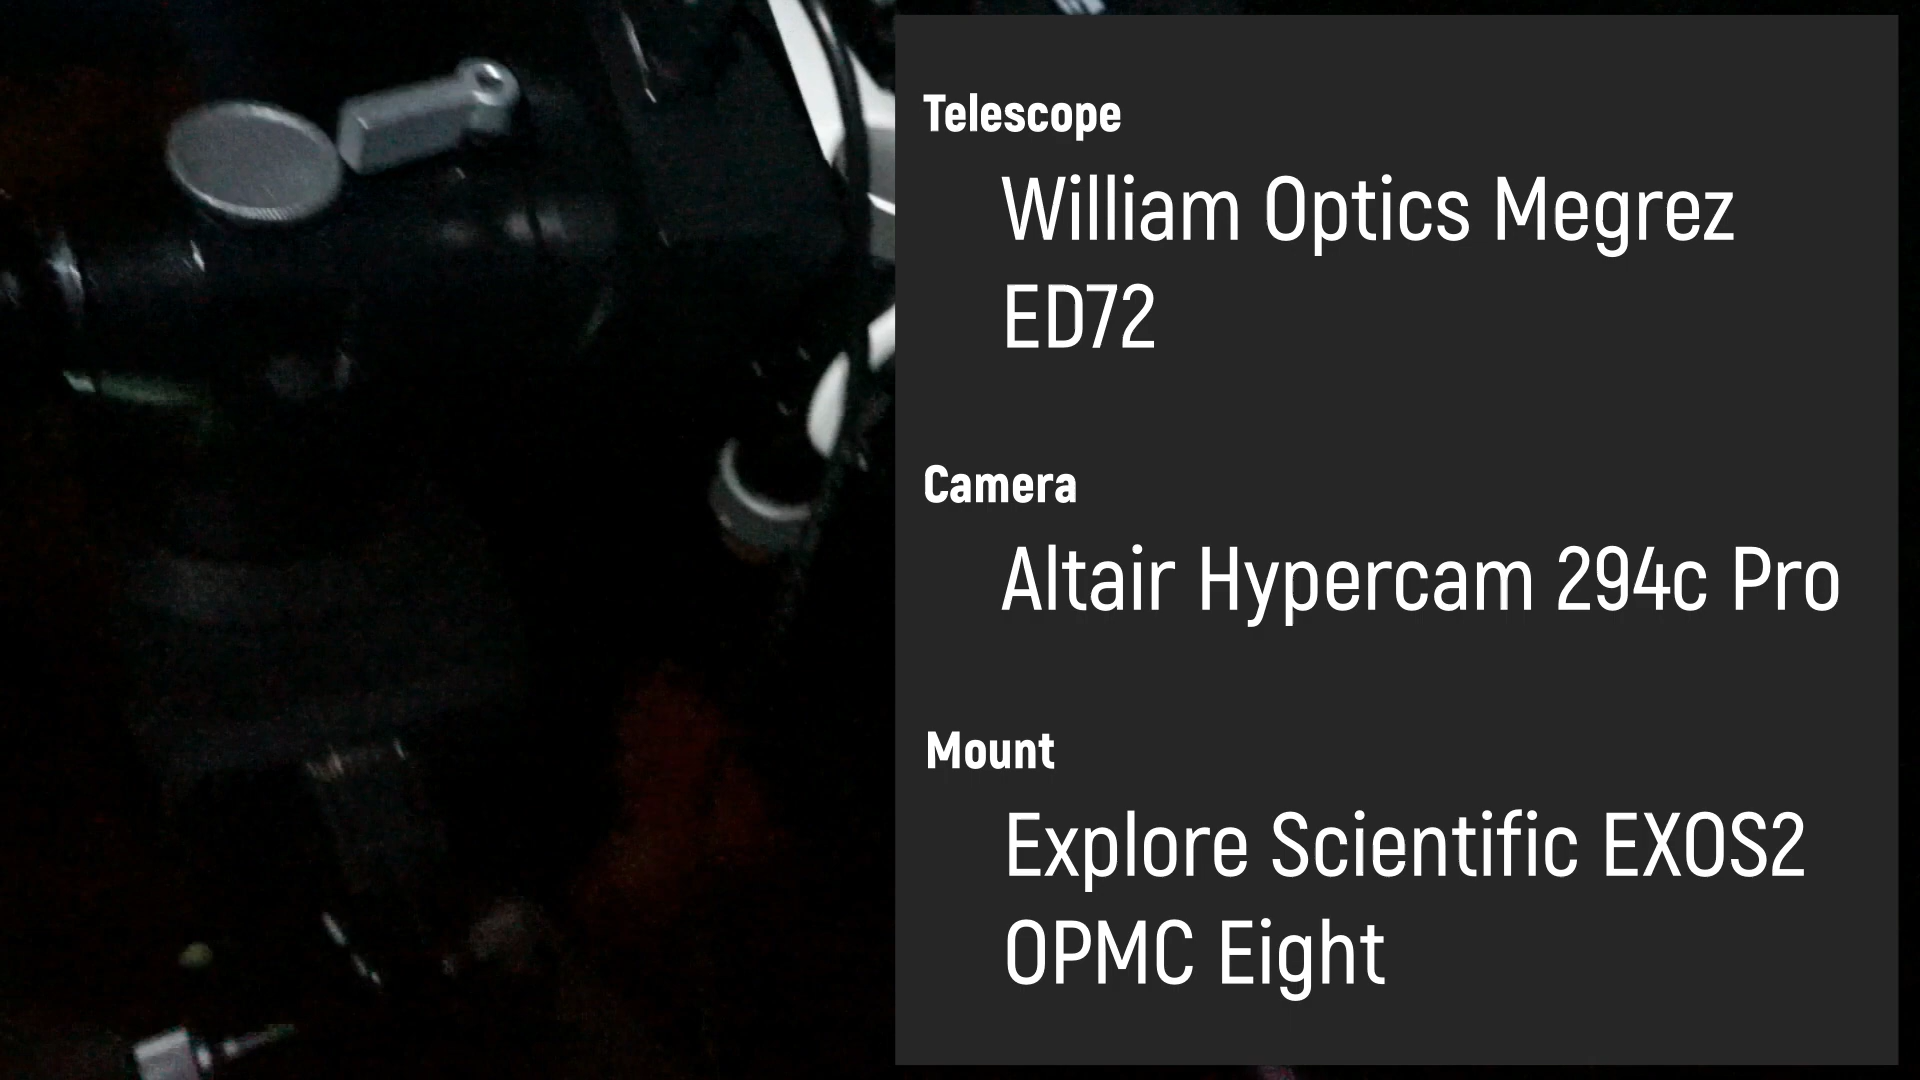 Telescope
William Optics Megrez
ED72
Camera
Altair Hypercam 294c Pro
Mount
Explore Scientific EXOS2
OPMC Eight